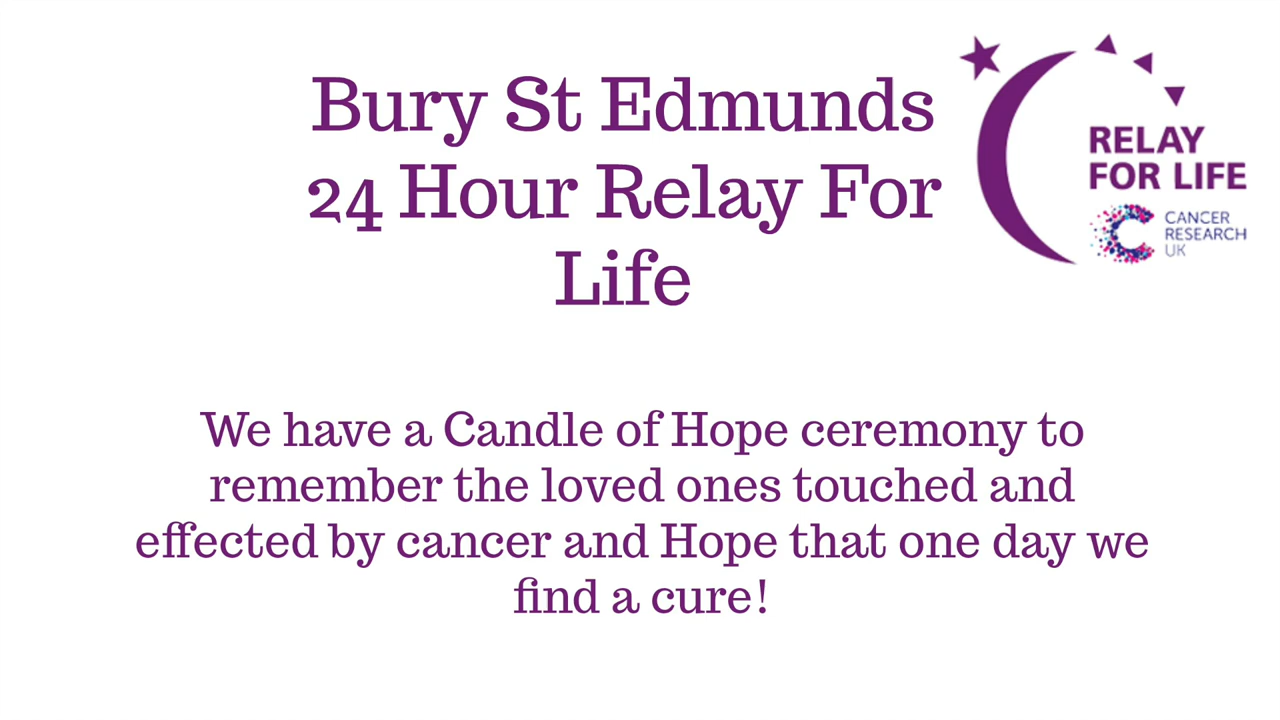 Bury St Edmunds
24 Hour Relay For
Life
RELAY
FOR LIFE
CANCER
RESEARCH
UK
We have a Candle of Hope ceremony to
remember the loved ones touched and
effected by cancer and Hope that one day we
find a cure!